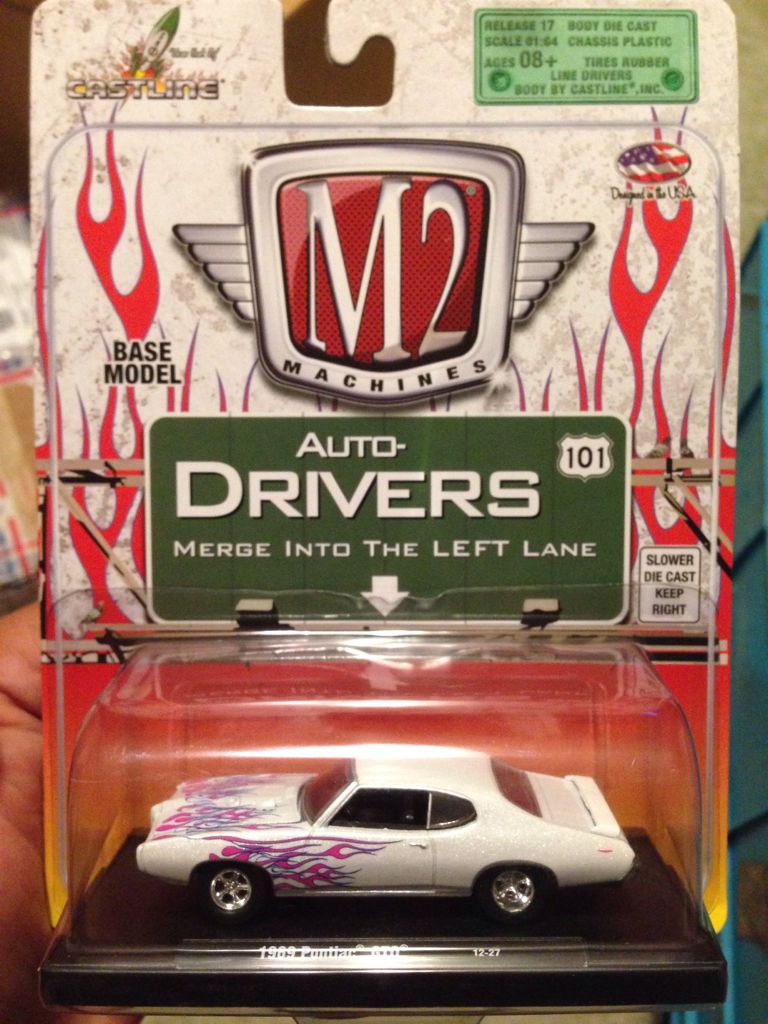 CASTLINE
RELEASE 17 BODY DIE CAST
SCALE 01:64 CHASSIS PLASTIC
AGES 08+ TIRES RUBBER
LINE DRIVERS
BODY BY CASTLINE®, INC.
Designed in the USA
M2®
MACHINES
BASE
MODEL
AUTO-
DRIVERS
101
MERGE INTO THE LEFT LANE
SLOWER
DIE CAST
KEEP
RIGHT
1969 Pontiac® GTO® 12-27